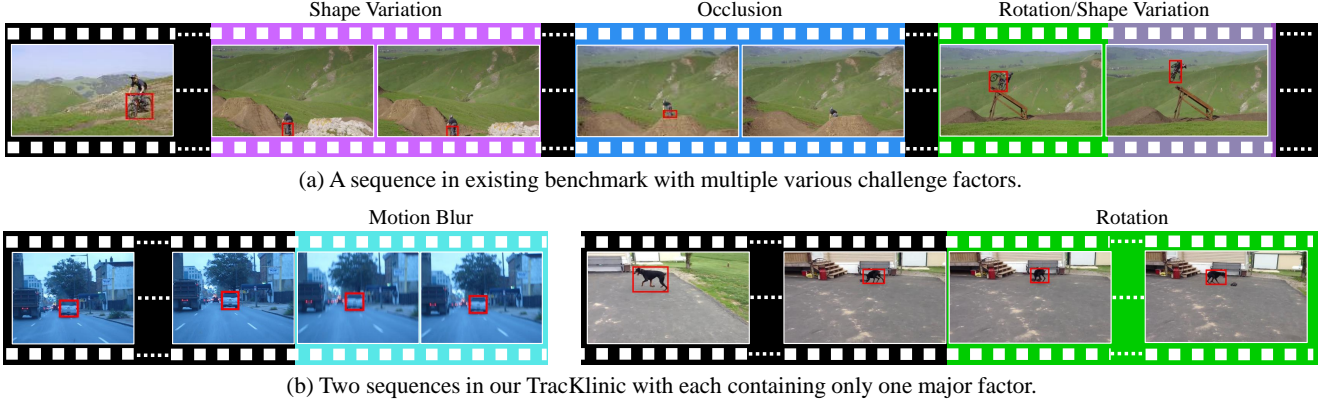 Shape Variation
Occlusion
Rotation/Shape Variation
(a) A sequence in existing benchmark with multiple various challenge factors.
Motion Blur
Rotation
(b) Two sequences in our TracKlinic with each containing only one major factor.